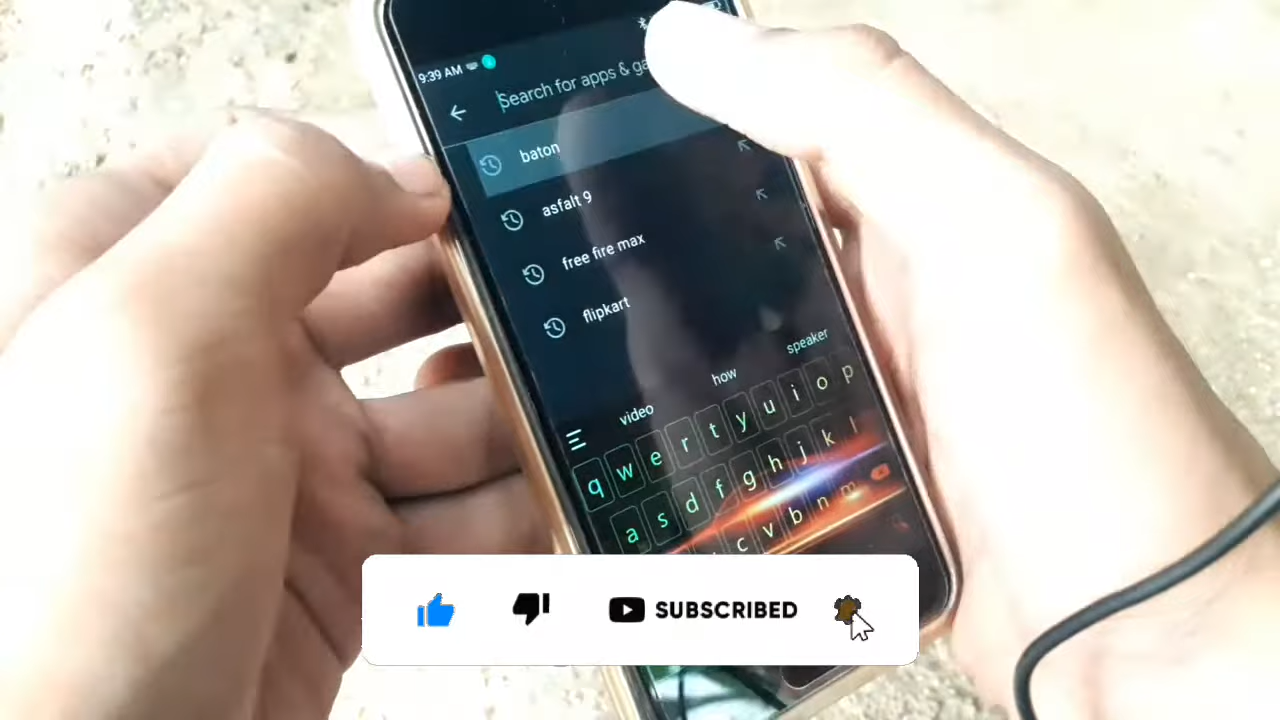 9:39 AM
Search for apps & ga
baton
asfalt 9
free fire max
flipkart
video how speaker
q w e r t y u i o p
a s d f g h j k l
c v b n m
SUBSCRIBED